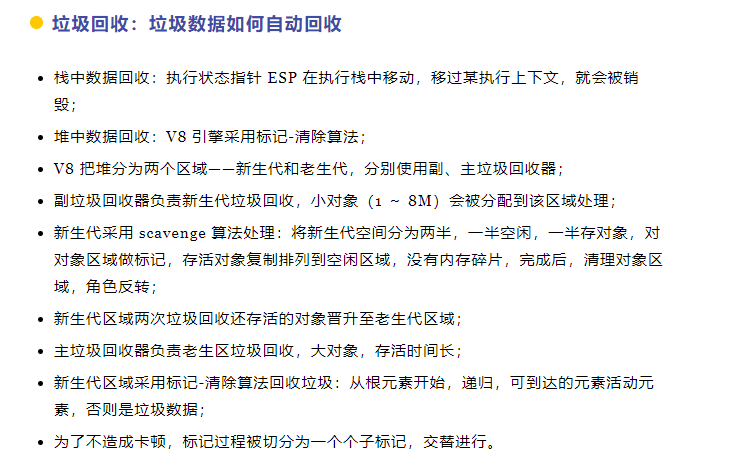 垃圾回收：垃圾数据如何自动回收
栈中数据回收：执行状态指针 ESP 在执行栈中移动，移过某执行上下文，就会被销
毁；
堆中数据回收：V8 引擎采用标记-清除算法；
V8 把堆分为两个区域——新生代和老生代，分别使用副、主垃圾回收器；
副垃圾回收器负责新生代垃圾回收，小对象（1 ～ 8M）会被分配到该区域处理；
新生代采用 scavenge 算法处理：将新生代空间分为两半，一半空闲，一半存对象，对
对象区域做标记，存活对象复制排列到空闲区域，没有内存碎片，完成后，清理对象区
域，角色反转；
新生代区域两次垃圾回收还存活的对象晋升至老生代区域；
主垃圾回收器负责老生区垃圾回收，大对象，存活时间长；
新生代区域采用标记-清除算法回收垃圾：从根元素开始，递归，可到达的元素活动元
素，否则是垃圾数据；
为了不造成卡顿，标记过程被切分为一个个子标记，交替进行。